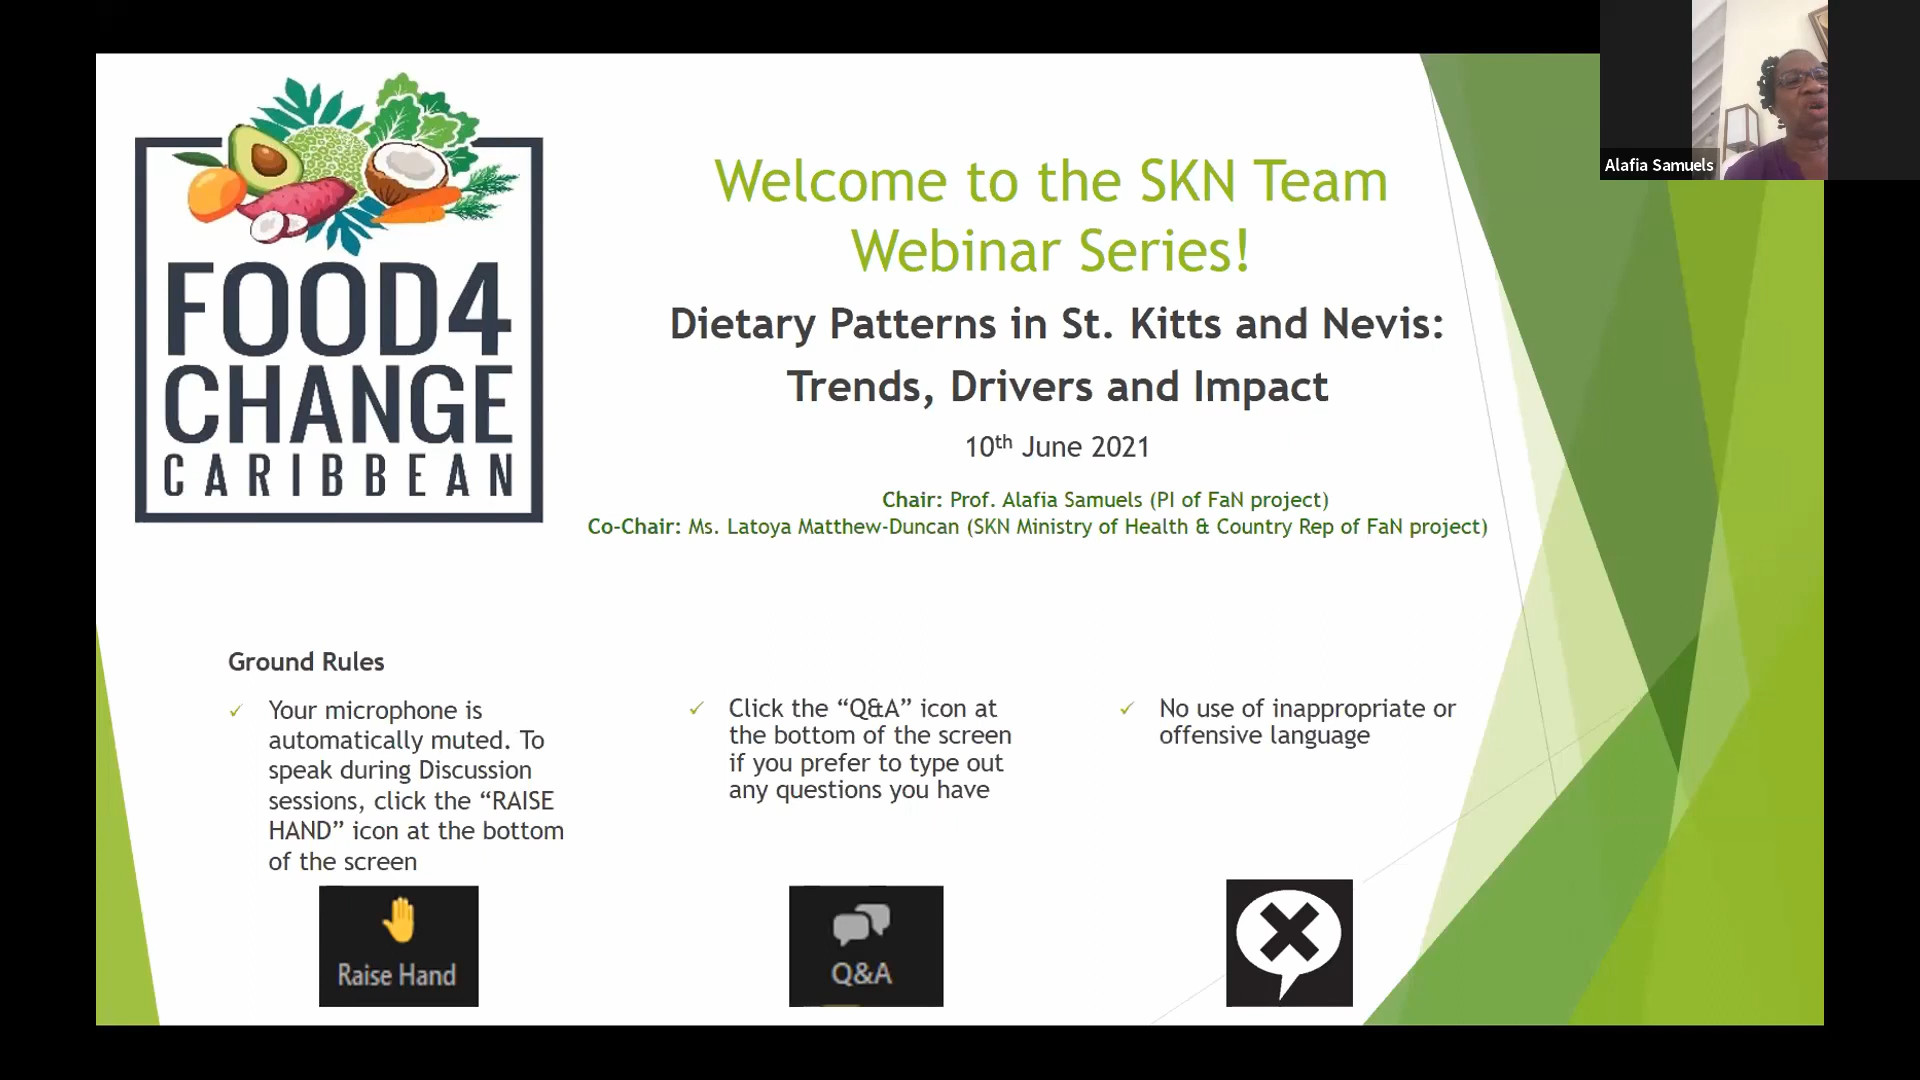 Alafia Samuels
FOOD4
CHANGE
CARIBBEAN
Welcome to the SKN Team
Webinar Series!
Dietary Patterns in St. Kitts and Nevis:
Trends, Drivers and Impact
10th June 2021
Chair: Prof. Alafia Samuels (PI of FaN project)
Co-Chair: Ms. Latoya Matthew-Duncan (SKN Ministry of Health & Country Rep of FaN project)
Ground Rules
✓ Your microphone is
automatically muted. To
speak during Discussion
sessions, click the “RAISE
HAND” icon at the bottom
of the screen
Raise Hand
✓ Click the “Q&A” icon at
the bottom of the screen
if you prefer to type out
any questions you have
Q&A
✓ No use of inappropriate or
offensive language